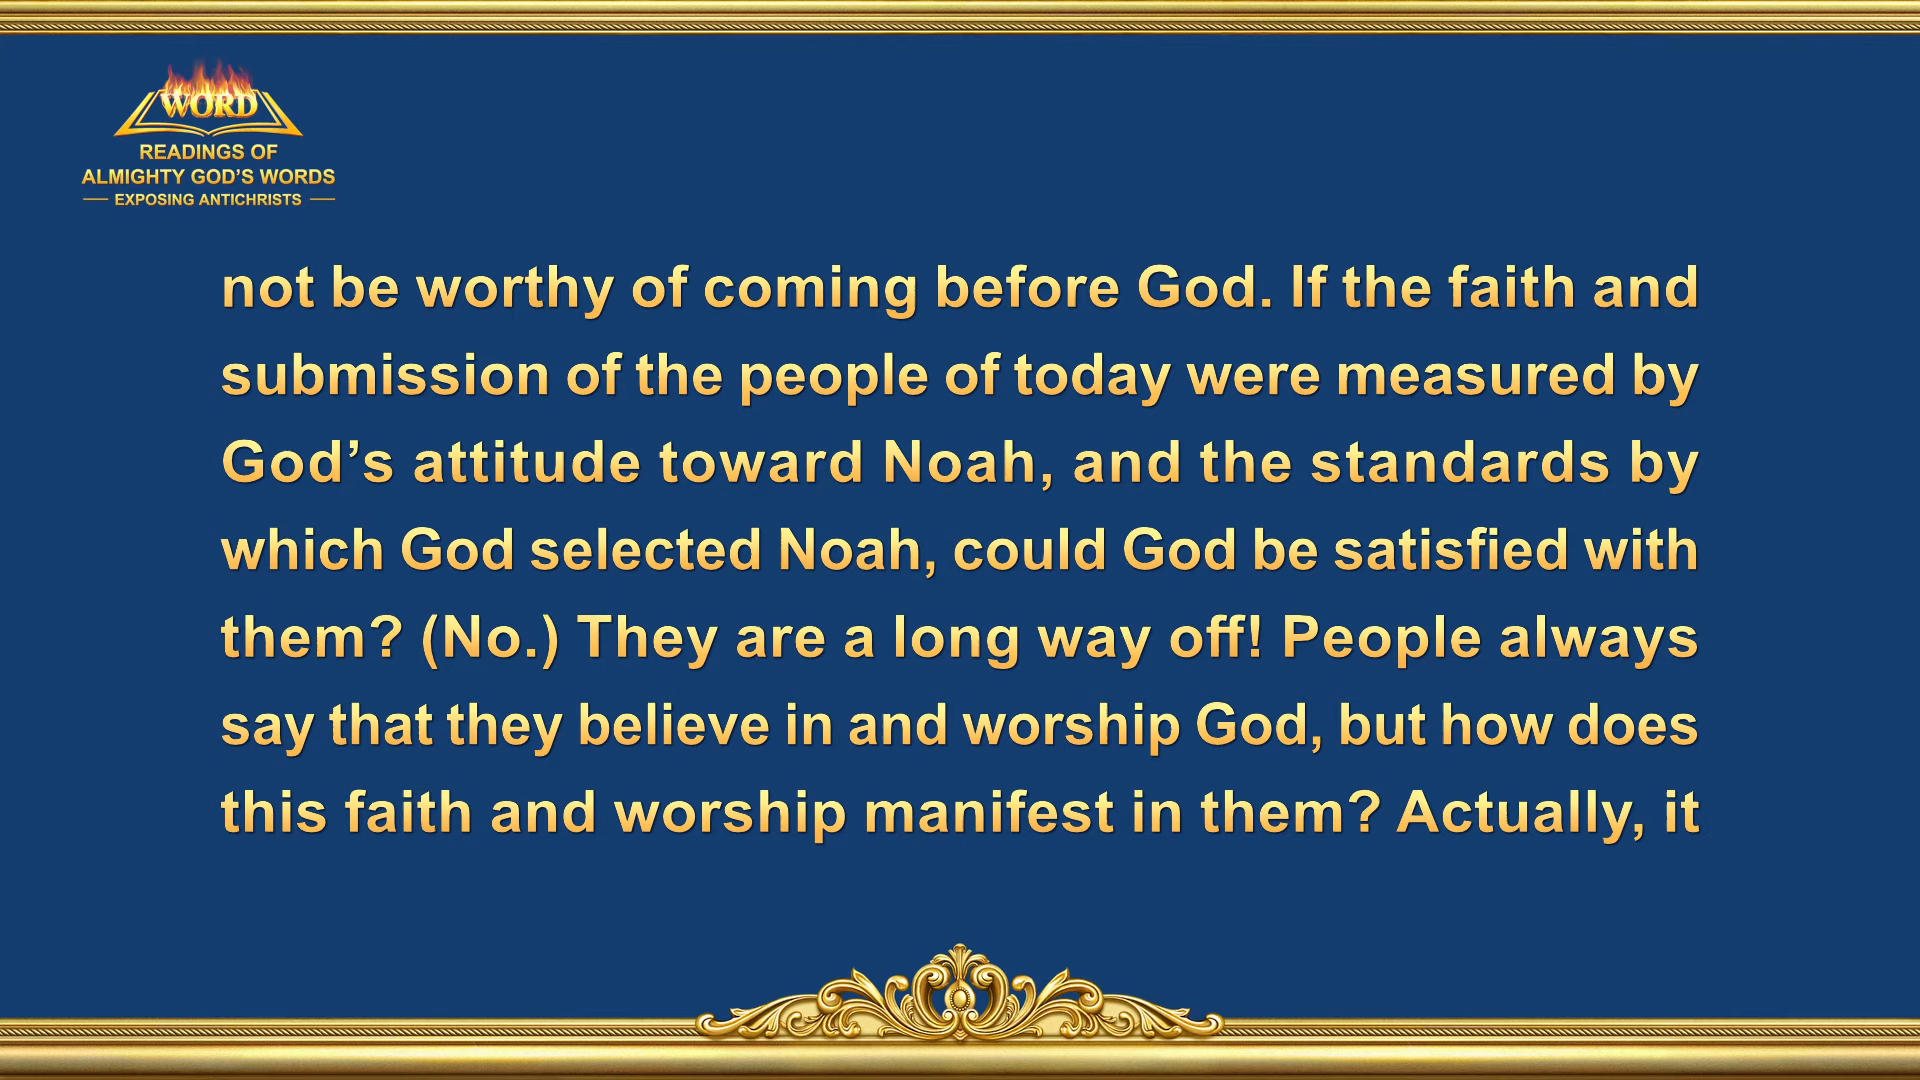 WORD
READINGS OF
ALMIGHTY GOD’S WORDS
EXPOSING ANTICHRISTS
not be worthy of coming before God. If the faith and
submission of the people of today were measured by
God’s attitude toward Noah, and the standards by
which God selected Noah, could God be satisfied with
them? (No.) They are a long way off! People always
say that they believe in and worship God, but how does
this faith and worship manifest in them? Actually, it